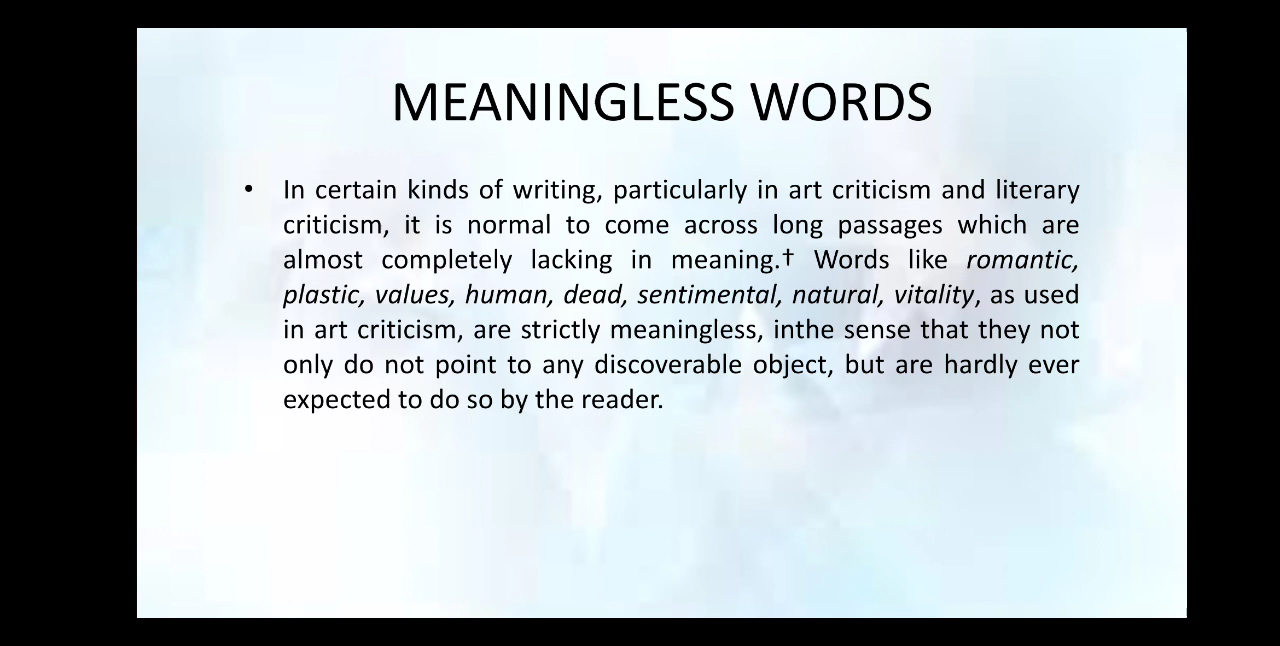 MEANINGLESS WORDS
• In certain kinds of writing, particularly in art criticism and literary
criticism, it is normal to come across long passages which are
almost completely lacking in meaning.† Words like romantic,
plastic, values, human, dead, sentimental, natural, vitality, as used
in art criticism, are strictly meaningless, inthe sense that they not
only do not point to any discoverable object, but are hardly ever
expected to do so by the reader.